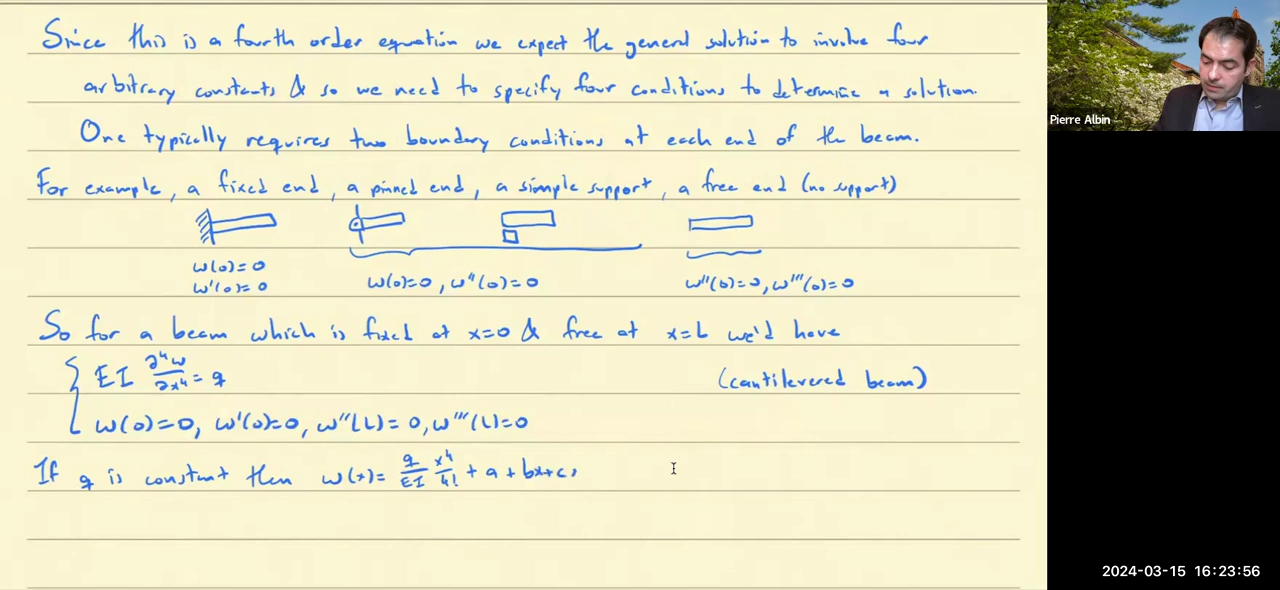 Since this is a fourth order equation we expect the general solution to involve four
arbitrary constants & so we need to specify four conditions to determine a solution.
One typically requires two boundary conditions at each end of the beam.
For example, a fixed end, a pinned end, a simple support, a free end (no support)
w(0)=0
w'(0)=0
w(0)=0, w''(0)=0
w''(0)=0, w'''(0)=0
So for a beam which is fixed at x=0 & free at x=L we'd have
{ EI ∂⁴w/∂x⁴ = q
(cantilevered beam)
w(0)=0, w'(0)=0, w''(L)=0, w'''(L)=0
If q is constant then w(x)= q/EI x⁴/4! + a + bx+c
Pierre Albin
2024-03-15 16:23:56